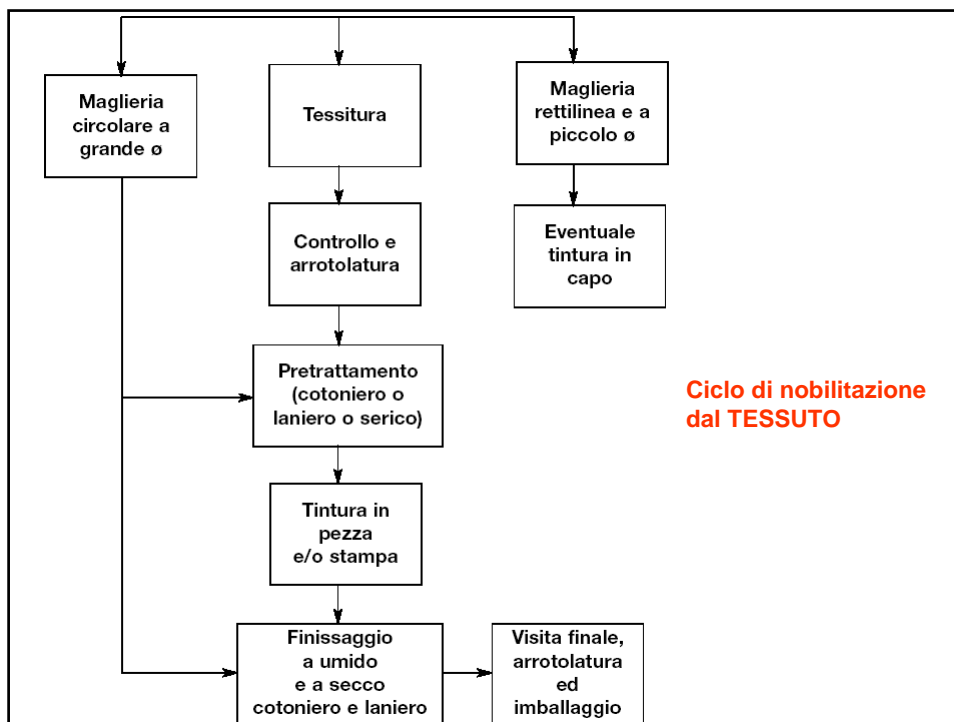 Maglieria
circolare a
grande ø
Tessitura
Maglieria
rettilinea e a
piccolo ø
Controllo e
arrotolatura
Eventuale
tintura in
capo
Pretrattamento
(cotoniero o
laniero o serico)
Ciclo di nobilitazione
dal TESSUTO
Tintura in
pezza
e/o stampa
Finissaggio
a umido
e a secco
cotoniero e laniero
Visita finale,
arrotolatura
ed
imballaggio